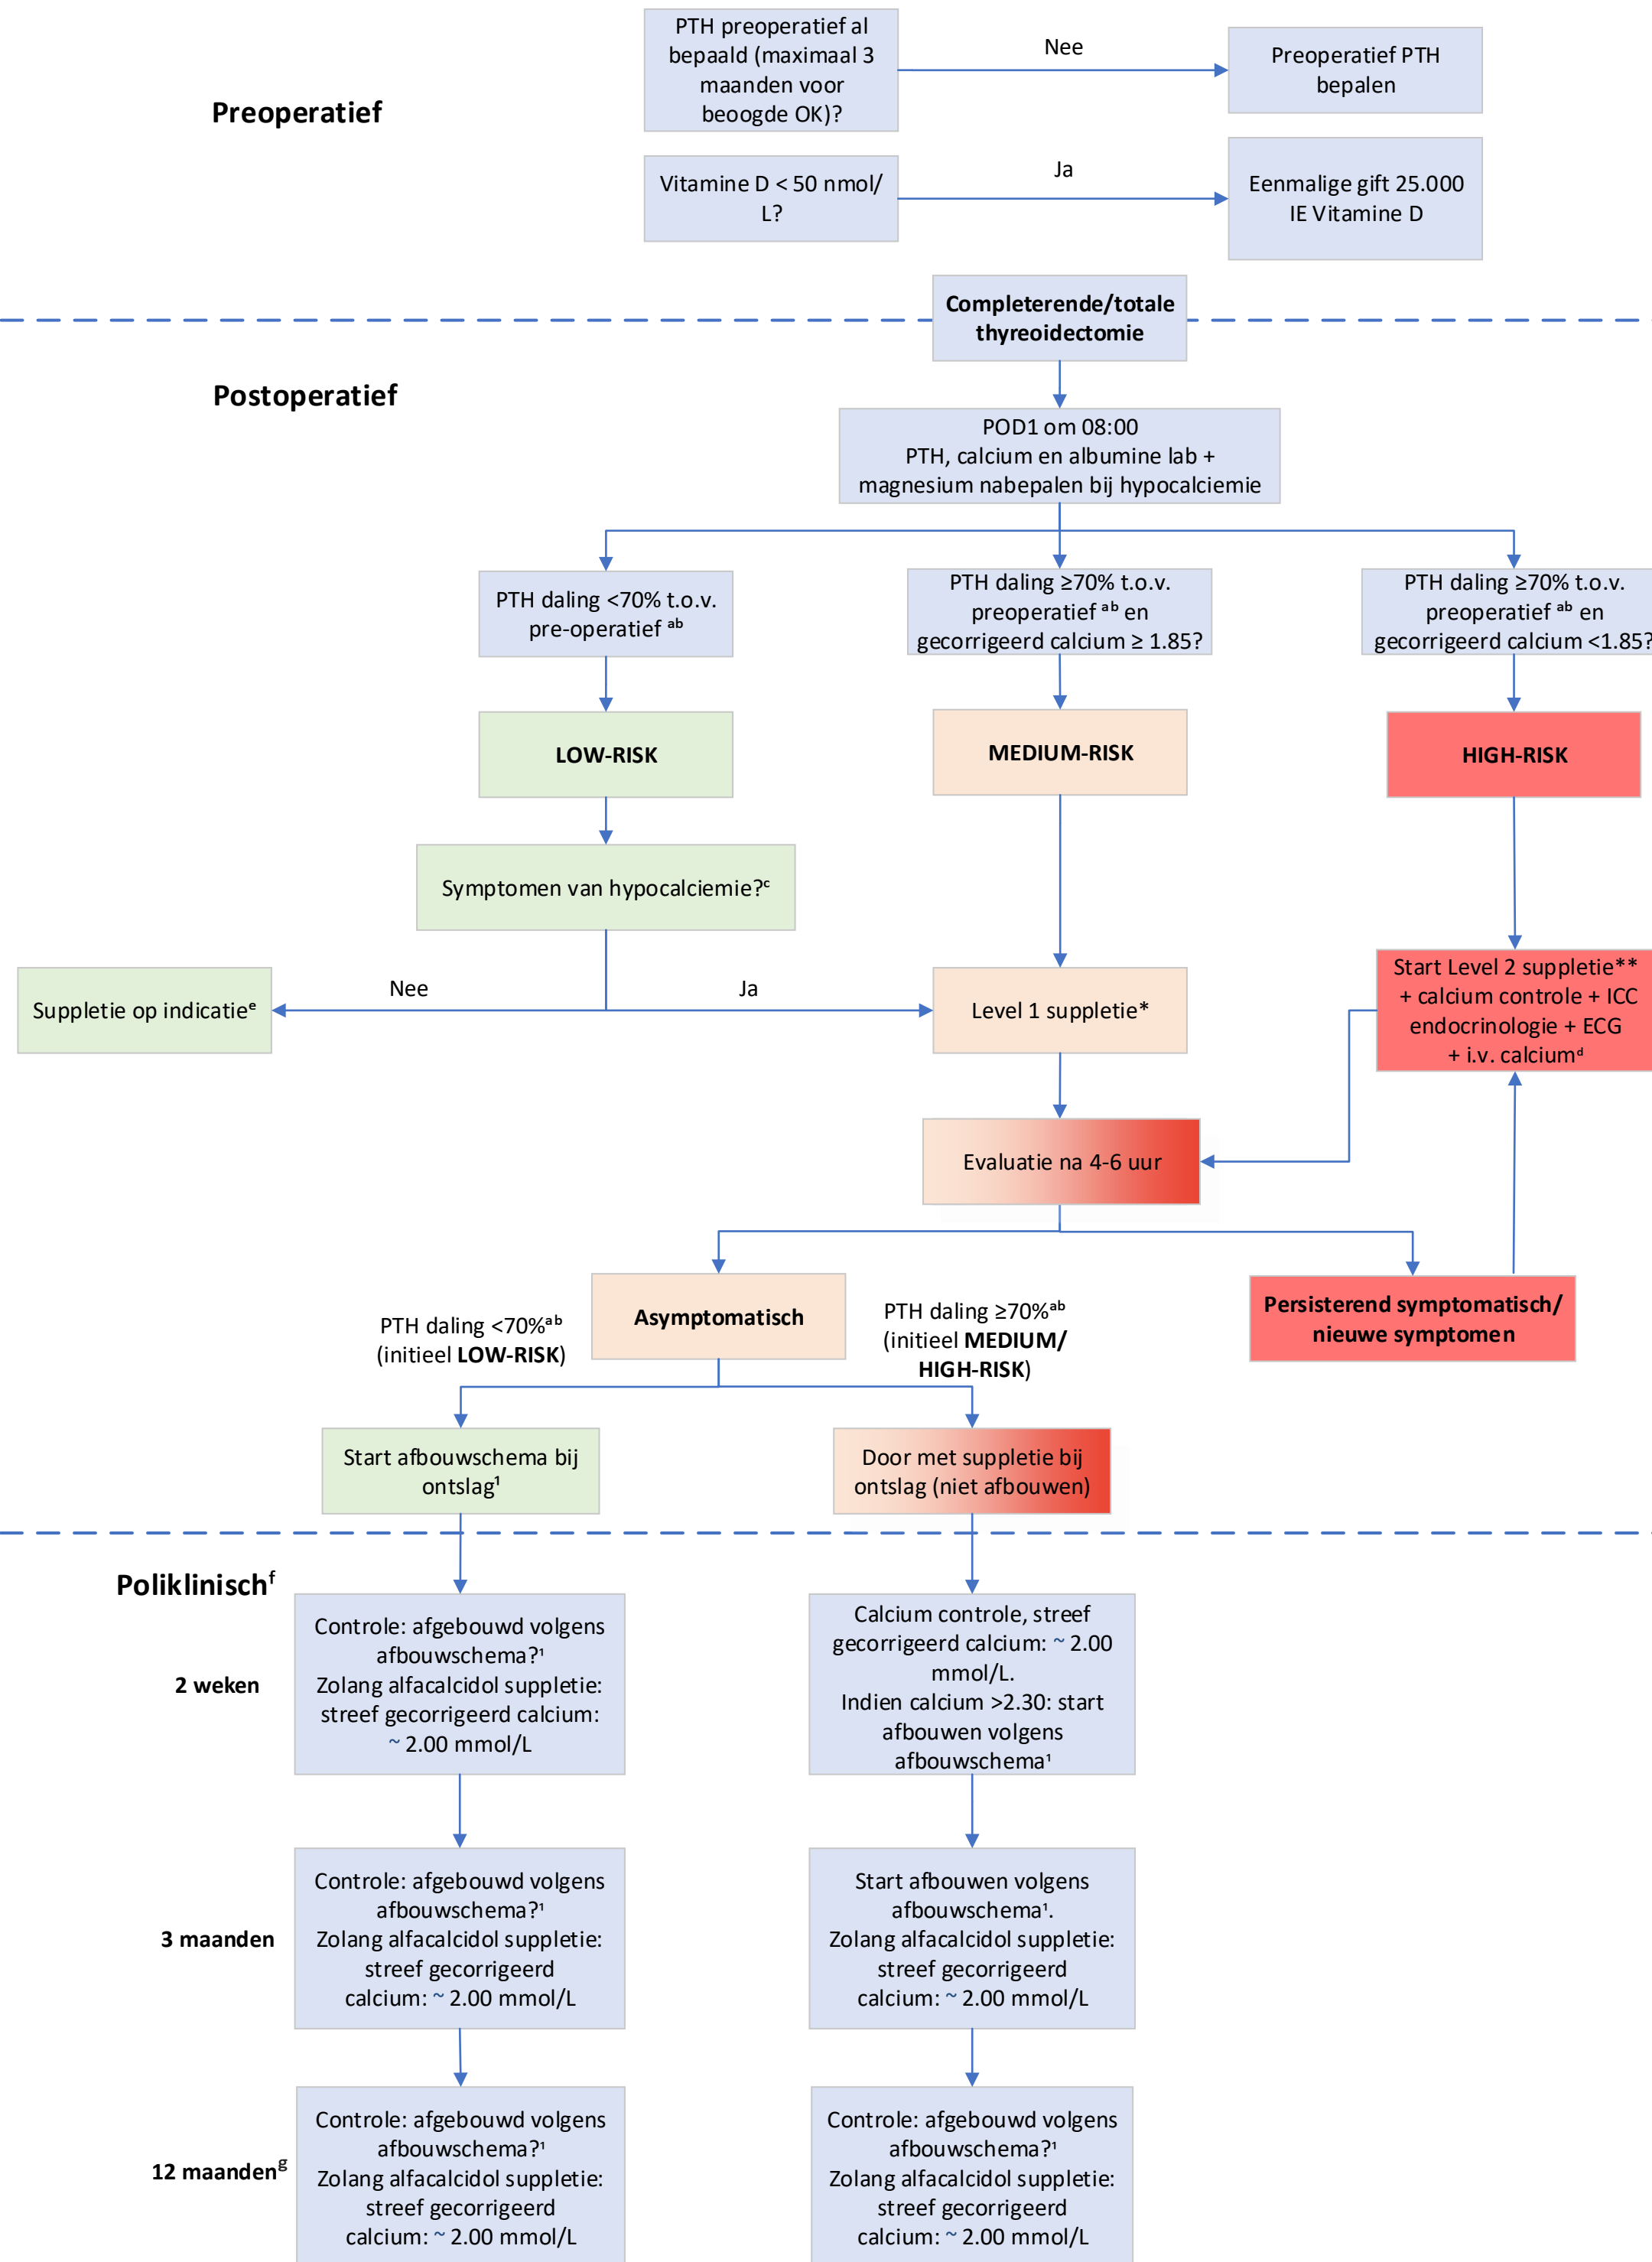 PTH preoperatief al
bepaald (maximaal 3
maanden voor
beoogde OK)?
Nee
Preoperatief PTH
bepalen
Preoperatief
Vitamine D < 50 nmol/
L?
Ja
Eenmalige gift 25.000
IE Vitamine D
Completerende/totale
thyreoidectomie
Postoperatief
POD1 om 08:00
PTH, calcium en albumine lab +
magnesium nabepalen bij hypocalciemie
PTH daling <70% t.o.v.
pre-operatief ᵃᵇ
PTH daling ≥70% t.o.v.
preoperatief ᵃᵇ en
gecorrigeerd calcium ≥ 1.85?
PTH daling ≥70% t.o.v.
preoperatief ᵃᵇ en
gecorrigeerd calcium <1.85?
LOW-RISK
MEDIUM-RISK
HIGH-RISK
Symptomen van hypocalciemie?ᶜ
Suppletie op indicatieᵉ
Nee
Ja
Level 1 suppletie*
Start Level 2 suppletie**
+ calcium controle + ICC
endocrinologie + ECG
+ i.v. calciumᵈ
Evaluatie na 4-6 uur
Asymptomatisch
Persisterend symptomatisch/
nieuwe symptomen
PTH daling <70%ᵃᵇ
(initieel LOW-RISK)
PTH daling ≥70%ᵃᵇ
(initieel MEDIUM/
HIGH-RISK)
Start afbouwschema bij
ontslag¹
Door met suppletie bij
ontslag (niet afbouwen)
Poliklinischᶠ
2 weken
Controle: afgebouwd volgens
afbouwschema?¹
Zolang alfacalcidol suppletie:
streef gecorrigeerd calcium:
~ 2.00 mmol/L
Calcium controle, streef
gecorrigeerd calcium: ~ 2.00
mmol/L.
Indien calcium >2.30: start
afbouwen volgens
afbouwschema¹
3 maanden
Controle: afgebouwd volgens
afbouwschema?¹
Zolang alfacalcidol suppletie:
streef gecorrigeerd
calcium: ~ 2.00 mmol/L
Start afbouwen volgens
afbouwschema¹.
Zolang alfacalcidol suppletie:
streef gecorrigeerd
calcium: ~ 2.00 mmol/L
12 maandenᵍ
Controle: afgebouwd volgens
afbouwschema?¹
Zolang alfacalcidol suppletie:
streef gecorrigeerd
calcium: ~ 2.00 mmol/L
Controle: afgebouwd volgens
afbouwschema?¹
Zolang alfacalcidol suppletie:
streef gecorrigeerd
calcium: ~ 2.00 mmol/L